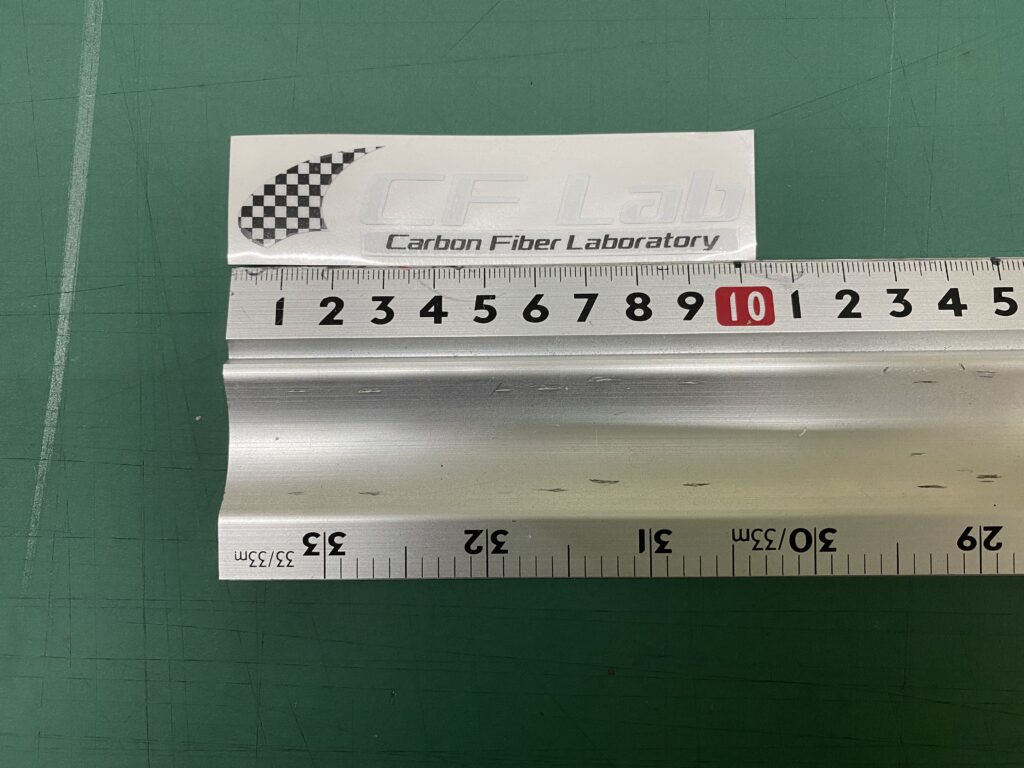 CF Lab
Carbon Fiber Laboratory
1 2 3 4 5 6 7 8 9 10 1 2 3 4 5
33/33m 33 32 31 30/33m 29